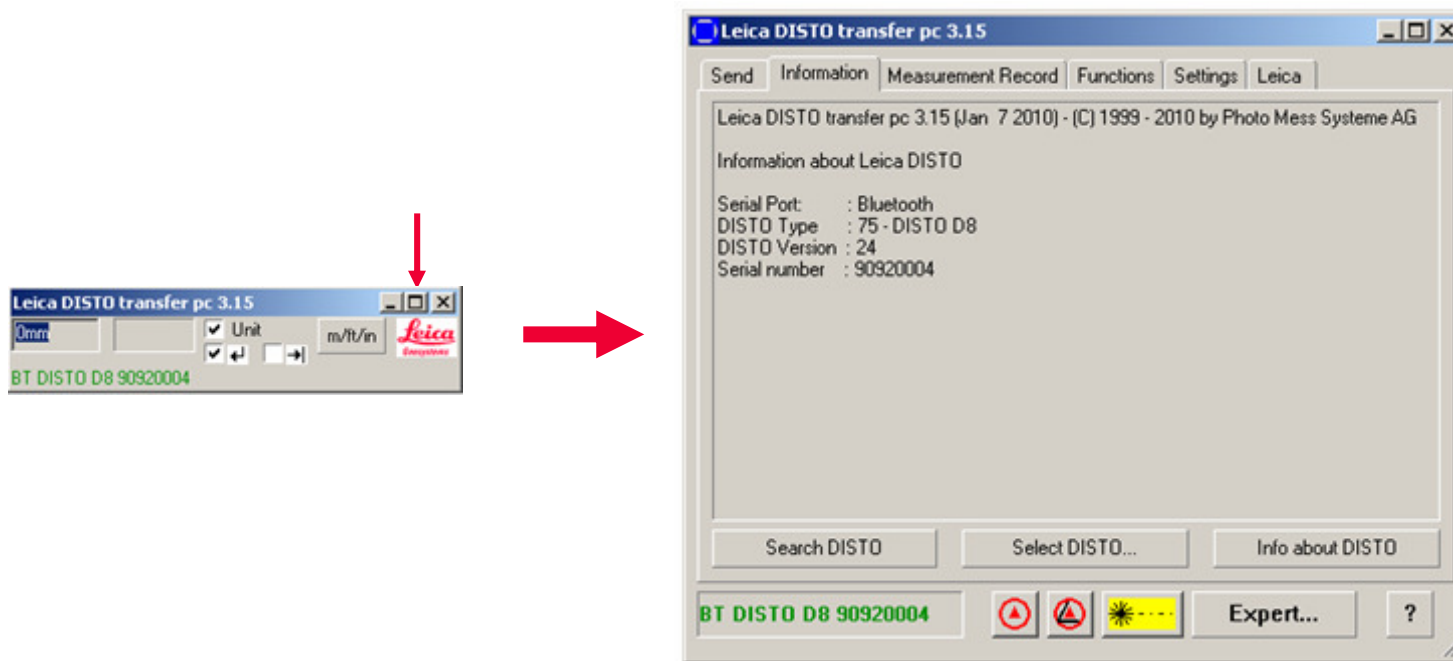 Leica DISTO transfer pc 3.15
0mm
Unit
m/ft/in
Leica
Geosystems
BT DISTO D8 90920004
Leica DISTO transfer pc 3.15
Send Information Measurement Record Functions Settings Leica
Leica DISTO transfer pc 3.15 (Jan 7 2010) - (C) 1999 - 2010 by Photo Mess Systeme AG
Information about Leica DISTO
Serial Port: : Bluetooth
DISTO Type : 75 - DISTO D8
DISTO Version : 24
Serial number : 90920004
Search DISTO Select DISTO... Info about DISTO
BT DISTO D8 90920004 Expert... ?